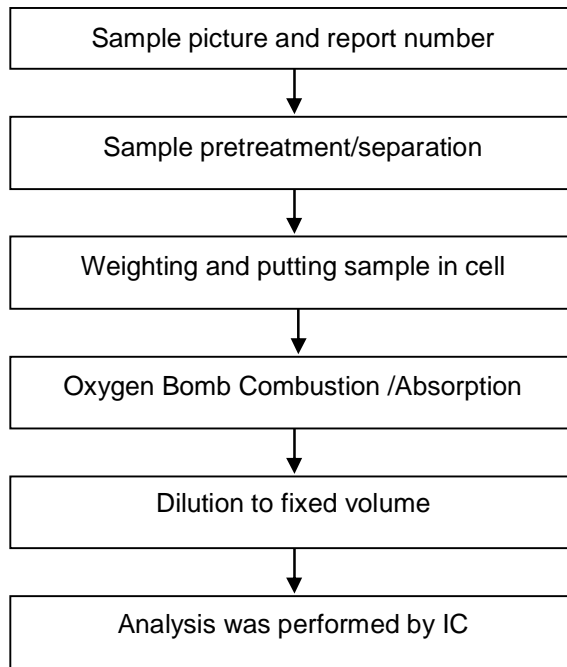 Sample picture and report number
Sample pretreatment/separation
Weighting and putting sample in cell
Oxygen Bomb Combustion /Absorption
Dilution to fixed volume
Analysis was performed by IC